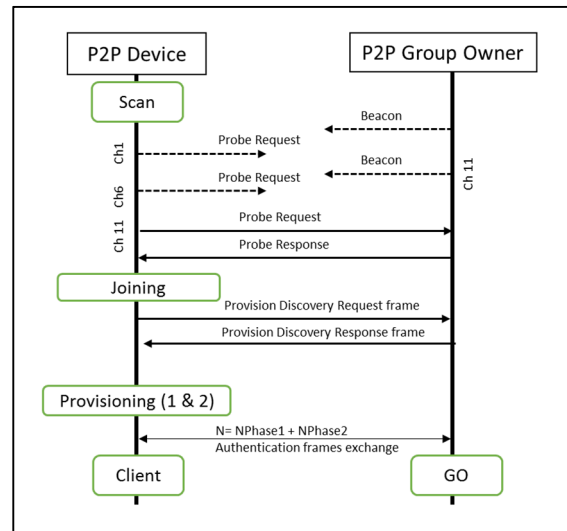 P2P Device
P2P Group Owner
Scan
Beacon
Probe Request
Ch1
Beacon
Ch 11
Probe Request
Ch6
Probe Request
Ch 11
Probe Response
Joining
Provision Discovery Request frame
Provision Discovery Response frame
Provisioning (1 & 2)
N= NPhase1 + NPhase2
Authentication frames exchange
Client
GO